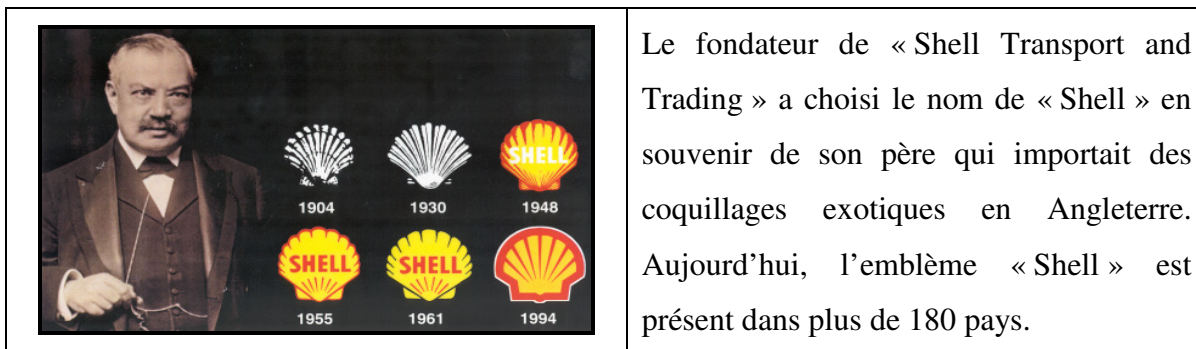 SHELL
1904
1930
1948
SHELL
SHELL
1955
1961
1994
Le fondateur de « Shell Transport and
Trading » a choisi le nom de « Shell » en
souvenir de son père qui importait des
coquillages exotiques en Angleterre.
Aujourd'hui, l'emblème « Shell » est
présent dans plus de 180 pays.